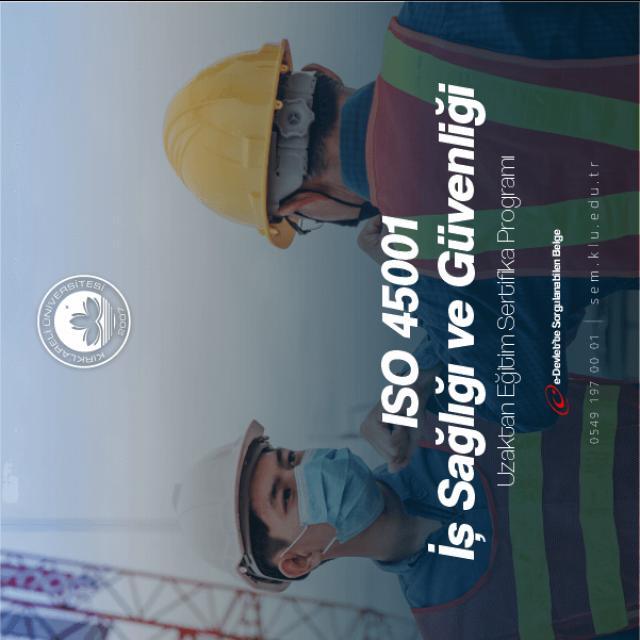 KIRKLARELİ ÜNİVERSİTESİ
2007
ISO 45001
İş Sağlığı ve Güvenliği
Uzaktan Eğitim Sertifika Programı
e-Devlet'te Sorgulanabilen Belge
0549 197 00 01 | sem.klu.edu.tr